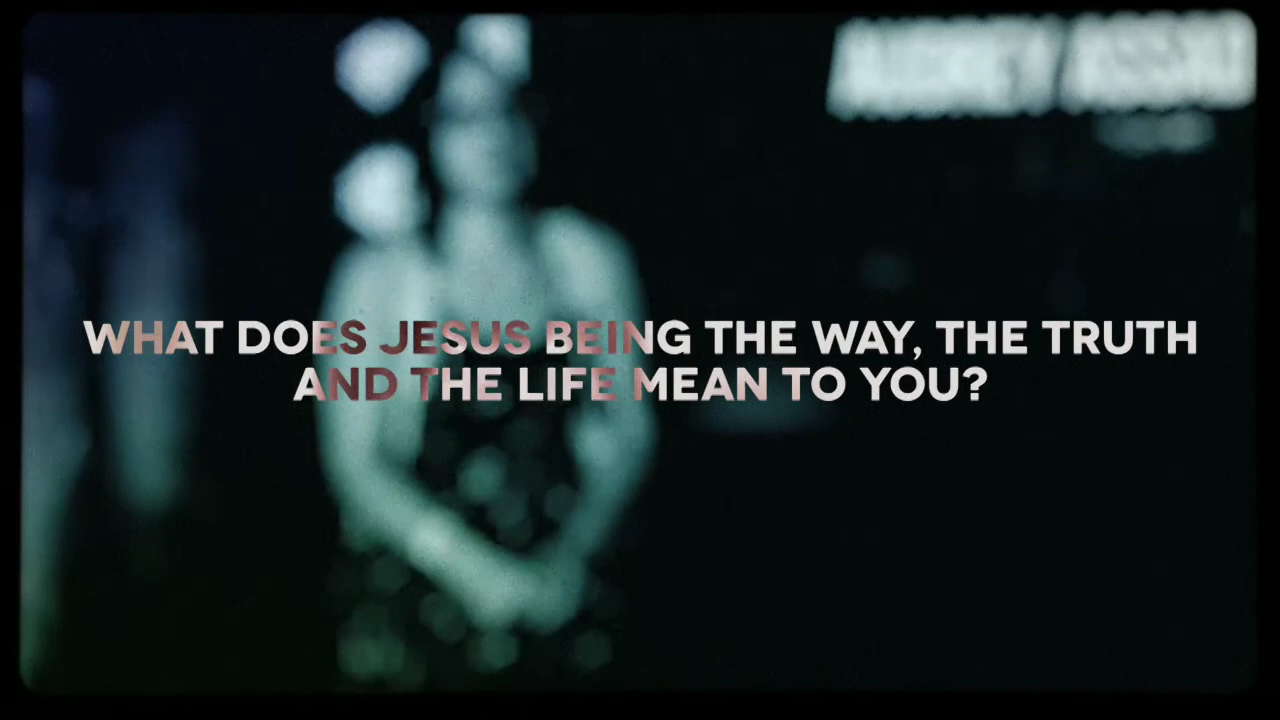 WHAT DOES JESUS BEING THE WAY, THE TRUTH
AND THE LIFE MEAN TO YOU?